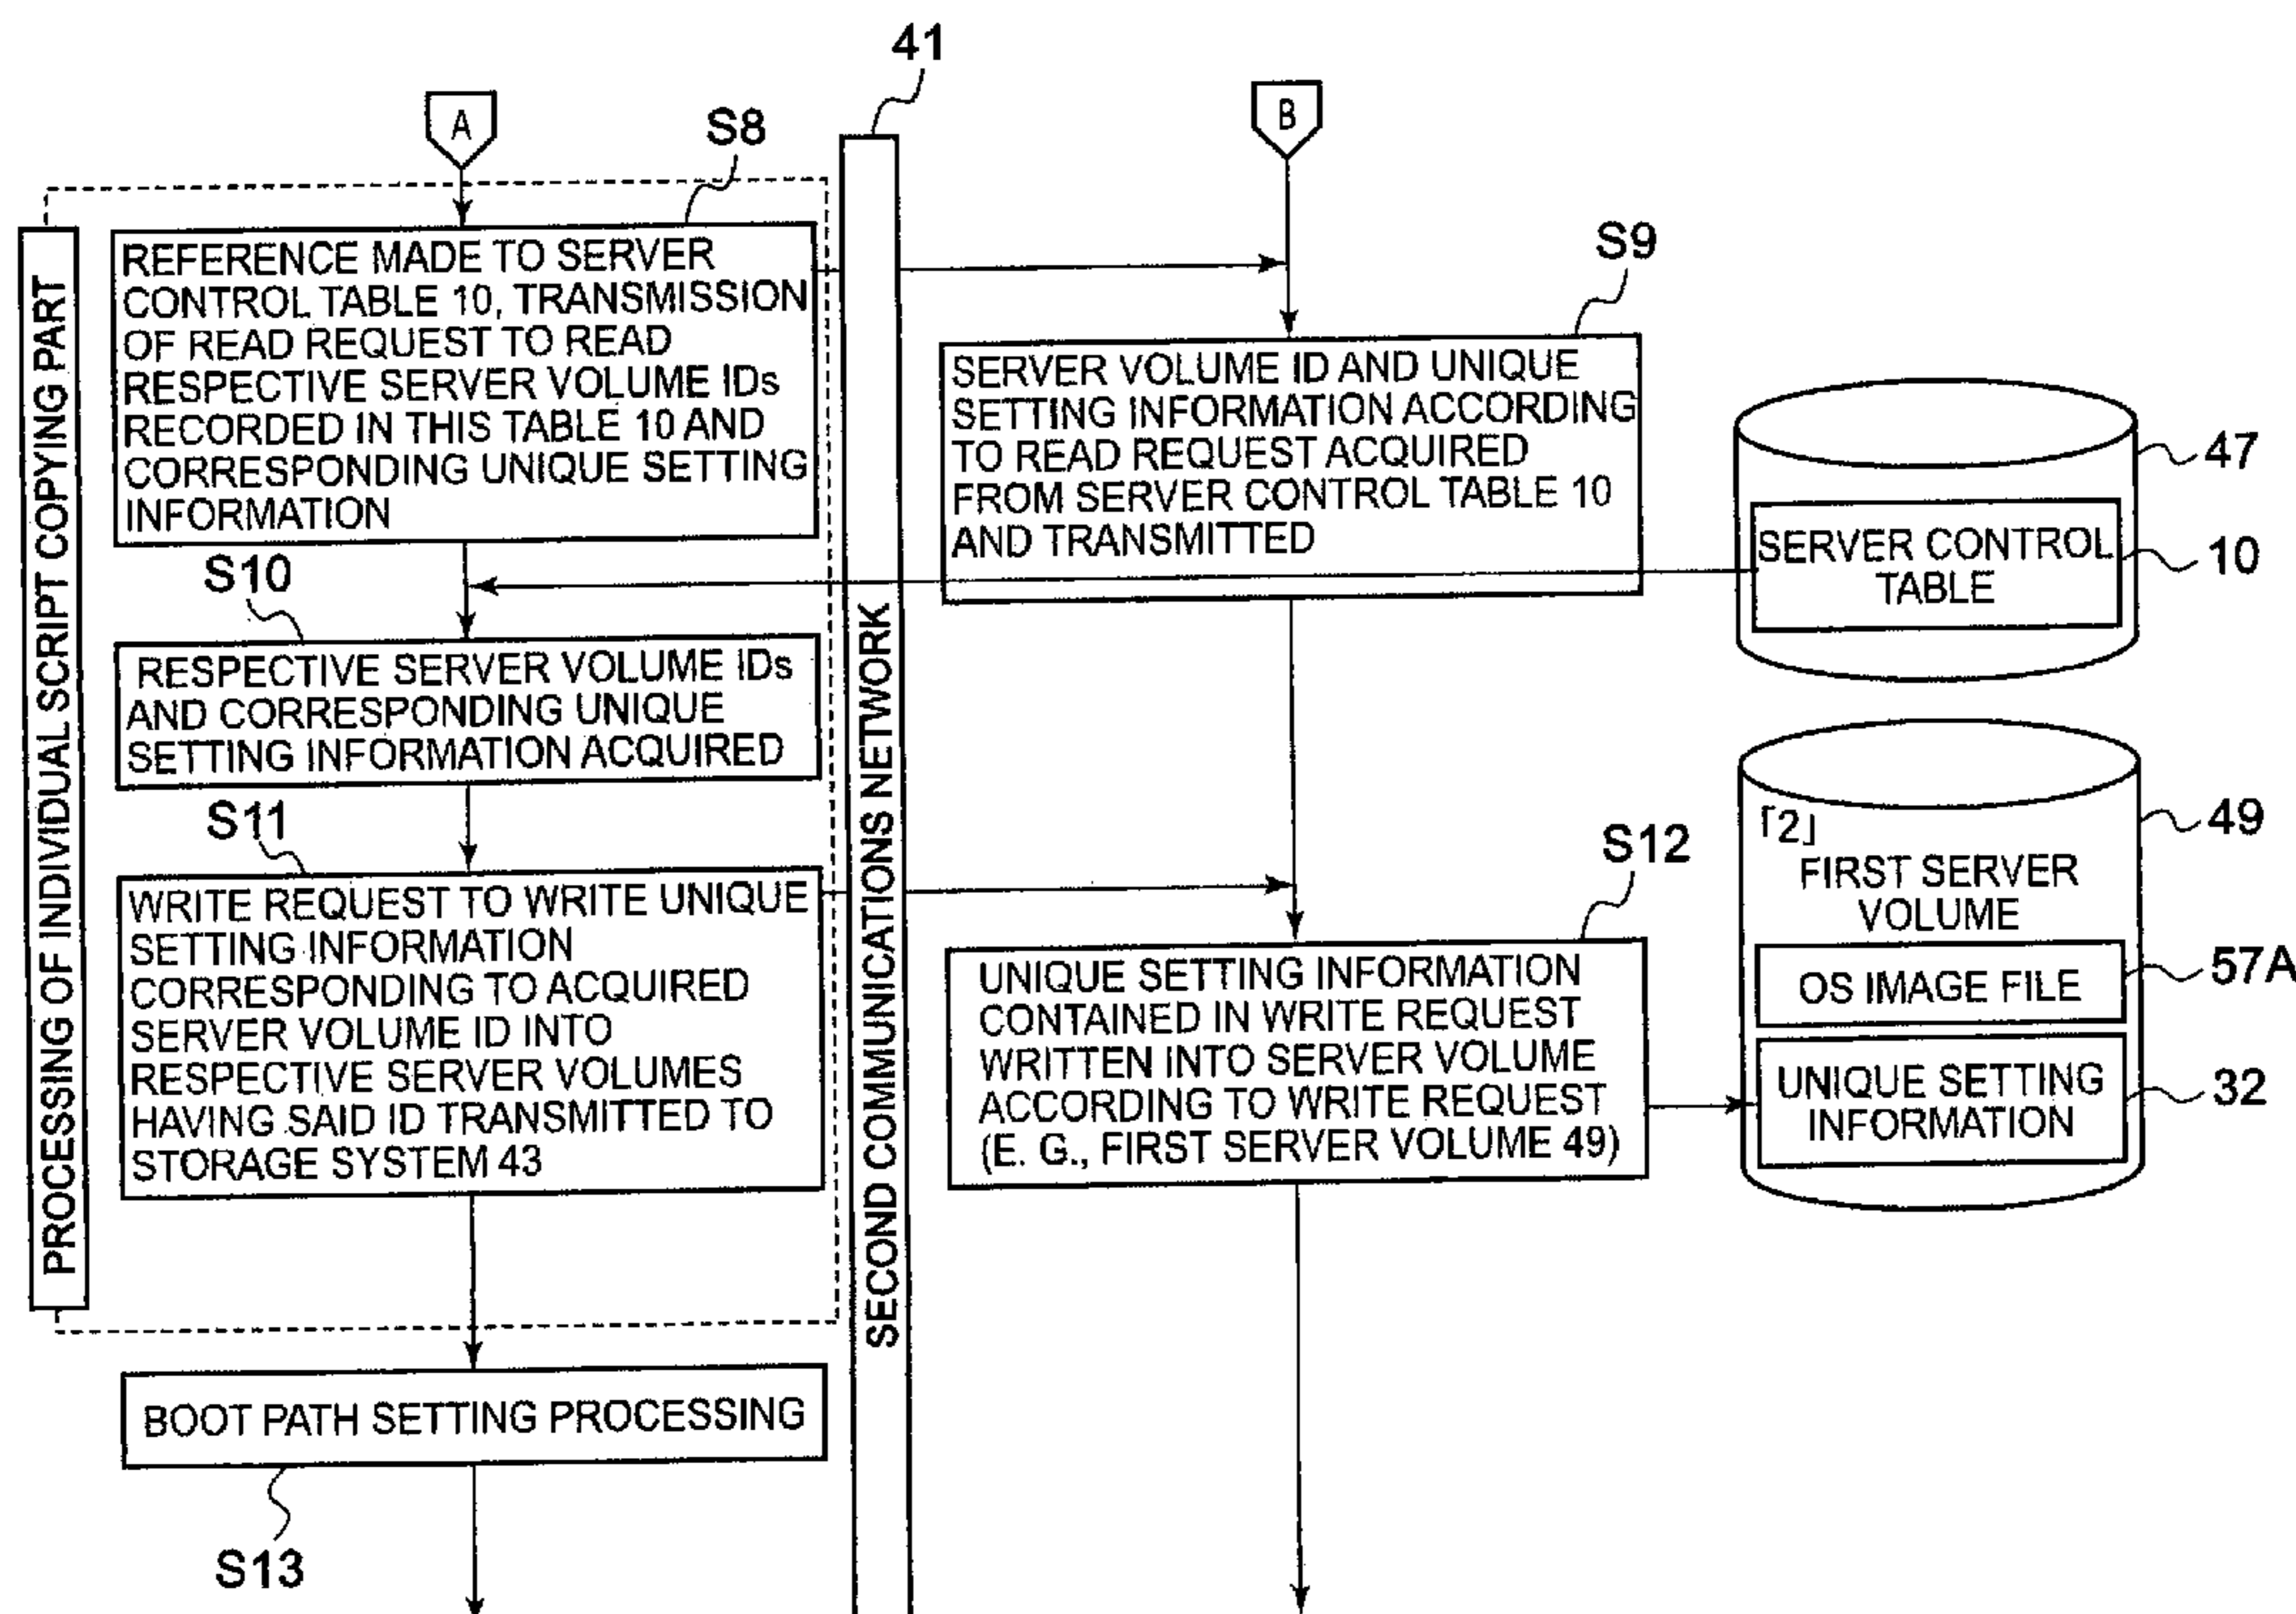 41
A
B
S8
PROCESSING OF INDIVIDUAL SCRIPT COPYING PART
REFERENCE MADE TO SERVER
CONTROL TABLE 10, TRANSMISSION
OF READ REQUEST TO READ
RESPECTIVE SERVER VOLUME IDs
RECORDED IN THIS TABLE 10 AND
CORRESPONDING UNIQUE SETTING
INFORMATION
S9
SERVER VOLUME ID AND UNIQUE
SETTING INFORMATION ACCORDING
TO READ REQUEST ACQUIRED
FROM SERVER CONTROL TABLE 10
AND TRANSMITTED
47
SERVER CONTROL
TABLE
10
S10
RESPECTIVE SERVER VOLUME IDs
AND CORRESPONDING UNIQUE
SETTING INFORMATION ACQUIRED
SECOND COMMUNICATIONS NETWORK
S11
WRITE REQUEST TO WRITE UNIQUE
SETTING INFORMATION
CORRESPONDING TO ACQUIRED
SERVER VOLUME ID INTO
RESPECTIVE SERVER VOLUMES
HAVING SAID ID TRANSMITTED TO
STORAGE SYSTEM 43
S12
UNIQUE SETTING INFORMATION
CONTAINED IN WRITE REQUEST
WRITTEN INTO SERVER VOLUME
ACCORDING TO WRITE REQUEST
(E. G., FIRST SERVER VOLUME 49)
「2」
49
FIRST SERVER
VOLUME
OS IMAGE FILE
57A
UNIQUE SETTING
INFORMATION
32
BOOT PATH SETTING PROCESSING
S13